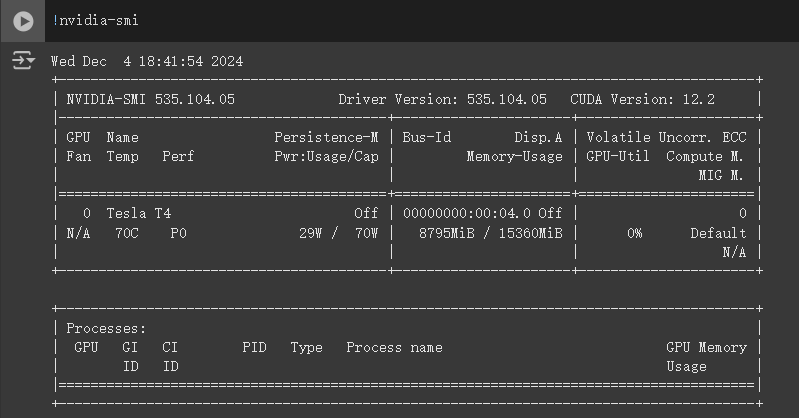 !nvidia-smi
Wed Dec  4 18:41:54 2024
+---------------------------------------------------------------------------------------+
| NVIDIA-SMI 535.104.05             Driver Version: 535.104.05   CUDA Version: 12.2     |
|-----------------------------------------+----------------------+----------------------+
| GPU  Name                 Persistence-M | Bus-Id        Disp.A | Volatile Uncorr. ECC |
| Fan  Temp   Perf          Pwr:Usage/Cap |         Memory-Usage | GPU-Util  Compute M. |
|                                         |                      |               MIG M. |
|=========================================+======================+======================|
|   0  Tesla T4                       Off | 00000000:00:04.0 Off |                    0 |
| N/A   70C    P0              29W /  70W |   8795MiB / 15360MiB |      0%      Default |
|                                         |                      |                  N/A |
+-----------------------------------------+----------------------+----------------------+
+---------------------------------------------------------------------------------------+
| Processes:                                                                            |
|  GPU   GI   CI        PID   Type   Process name                            GPU Memory |
|        ID   ID                                                             Usage      |
|=======================================================================================|
+---------------------------------------------------------------------------------------+